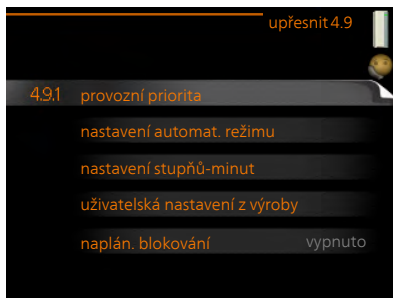 upřesnit 4.9
4.9.1 provozní priorita
nastavení automat. režimu
nastavení stupňů-minut
uživatelská nastavení z výroby
naplán. blokování vypnuto